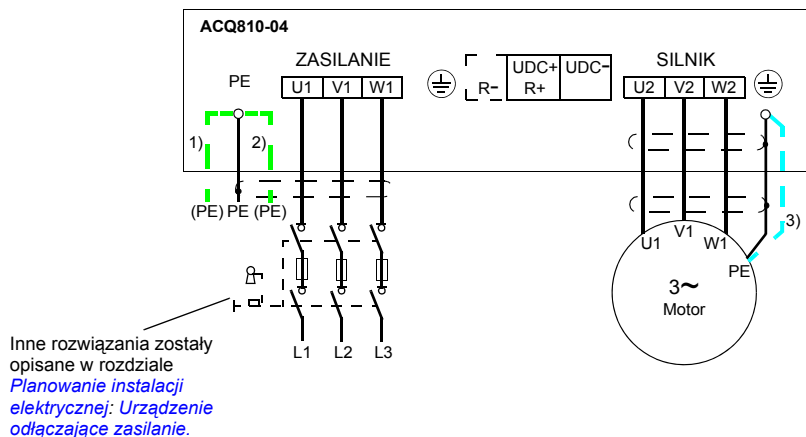 ACQ810-04
ZASILANIE
SILNIK
PE
U1 V1 W1
R-
UDC+ UDC-
R+
U2 V2 W2
1)
2)
(PE) PE (PE)
3)
U1
V1
W1
PE
3~
Motor
L1 L2 L3
Inne rozwiązania zostały
opisane w rozdziale
Planowanie instalacji
elektrycznej: Urządzenie
odłączające zasilanie.